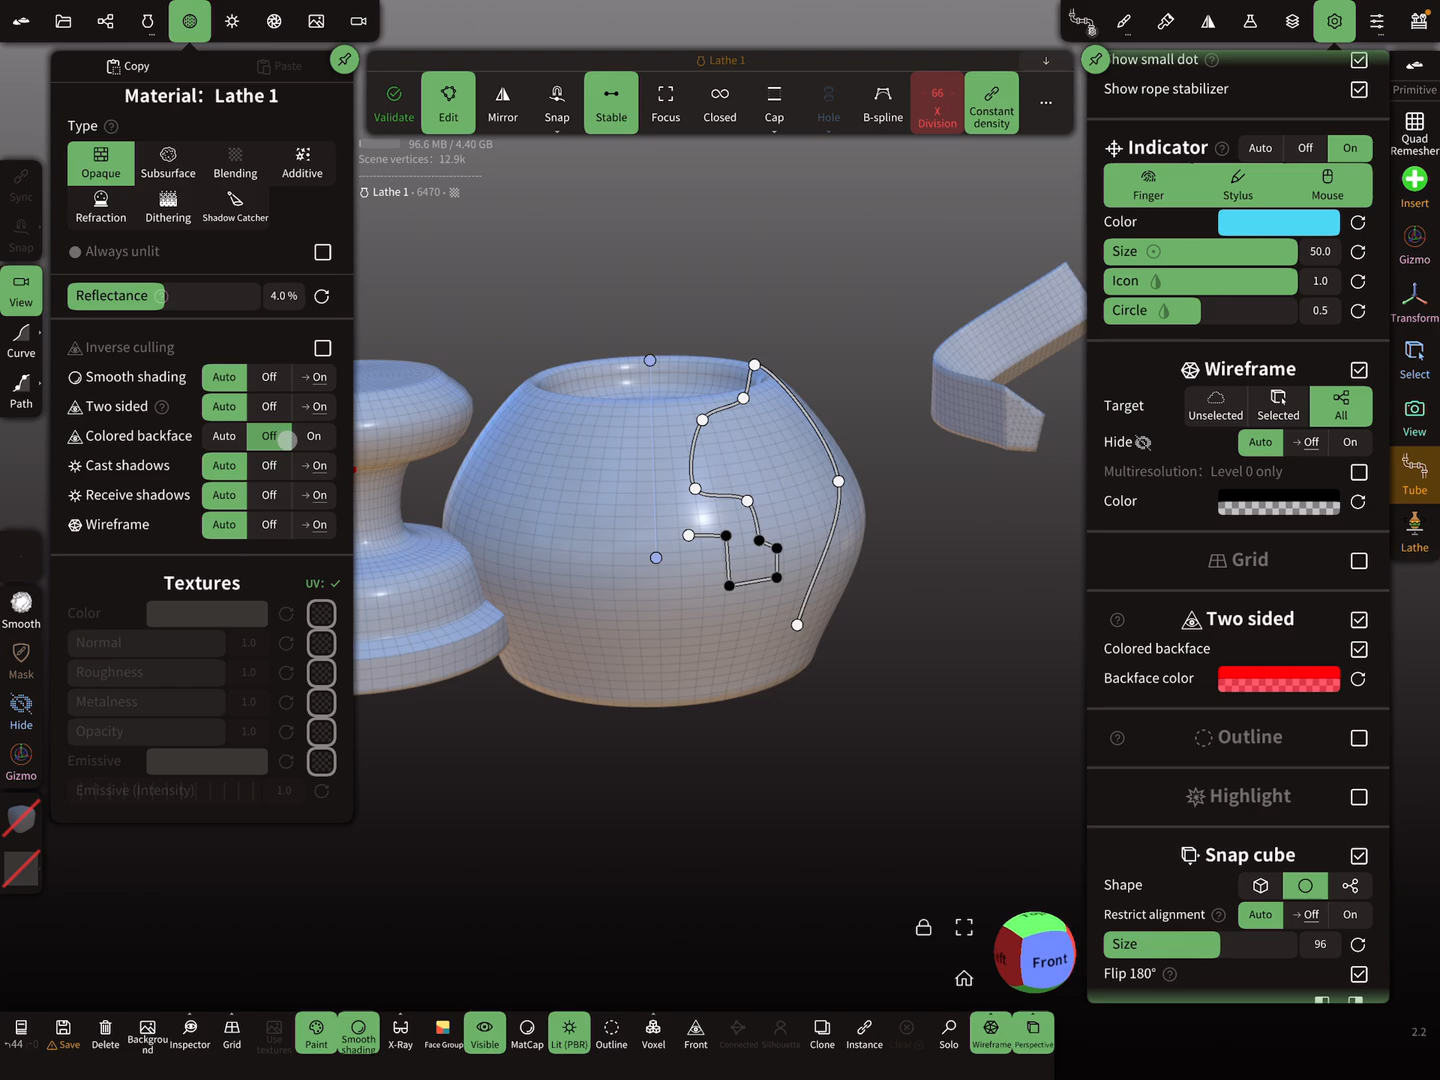 Copy
Paste
Material: Lathe 1
Type
Opaque
Subsurface
Blending
Additive
Refraction
Dithering
Shadow Catcher
Always unlit
Reflectance
4.0 %
Inverse culling
Smooth shading Auto Off → On
Two sided Auto Off → On
Colored backface Auto Off On
Cast shadows Auto Off → On
Receive shadows Auto Off → On
Wireframe Auto Off → On
Textures UV: ✓
Color
Normal 1.0
Roughness 1.0
Metalness 1.0
Opacity 1.0
Emissive
Emissive (Intensity) 1.0
Sync
Snap
View
Curve
Path
Smooth
Mask
Hide
Gizmo
Lathe 1
Validate
Edit
Mirror
Snap
Stable
Focus
Closed
Cap
Hole
B-spline
66
X
Division
Constant
density
...
96.6 MB / 4.40 GB
Scene vertices: 12.9k
Lathe 1 • 6470 •
Show small dot
Show rope stabilizer
Indicator Auto Off On
Finger
Stylus
Mouse
Color
Size 50.0
Icon 1.0
Circle 0.5
Wireframe
Target
Unselected
Selected
All
Hide Auto → Off On
Multiresolution: Level 0 only
Color
Grid
Two sided
Colored backface
Backface color
Outline
Highlight
Snap cube
Shape
Restrict alignment Auto → Off On
Size 96
Flip 180°
Primitive
Quad
Remesher
Insert
Gizmo
Transform
Select
View
Tube
Lathe
Front
2.2
↶44 ↷0
Save
Delete
Backgrou
nd
Inspector
Grid
Use
textures
Paint
Smooth
shading
X-Ray
Face Group
Visible
MatCap
Lit (PBR)
Outline
Voxel
Front
Connected
Silhouette
Clone
Instance
Solo
Wireframe
Perspective